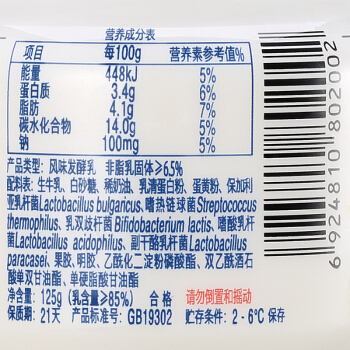 营养成分表
项目 每100g 营养素参考值%
能量 448kJ 5%
蛋白质 3.4g 6%
脂肪 4.1g 7%
碳水化合物 14.0g 5%
钠 100mg 5%
产品类型: 风味发酵乳 非脂乳固体≥6.5%
配料表: 生牛乳、白砂糖、稀奶油、乳清蛋白粉、蛋黄粉、保加利
亚乳杆菌Lactobacillus bulgaricus、嗜热链球菌Streptococcus
thermophilus、乳双歧杆菌Bifidobacterium lactis、嗜酸乳杆
菌Lactobacillus acidophilus、副干酪乳杆菌Lactobacillus
paracasei、果胶、明胶、乙酰化二淀粉磷酸酯、双乙酰酒石
酸单双甘油酯、单硬脂酸甘油酯
净含量: 125g (乳含量≥85%) 合格 请勿倒置和摇动
保质期: 21天 产品标准号: GB19302 贮存条件: 2-6℃ 保存
6924810802002